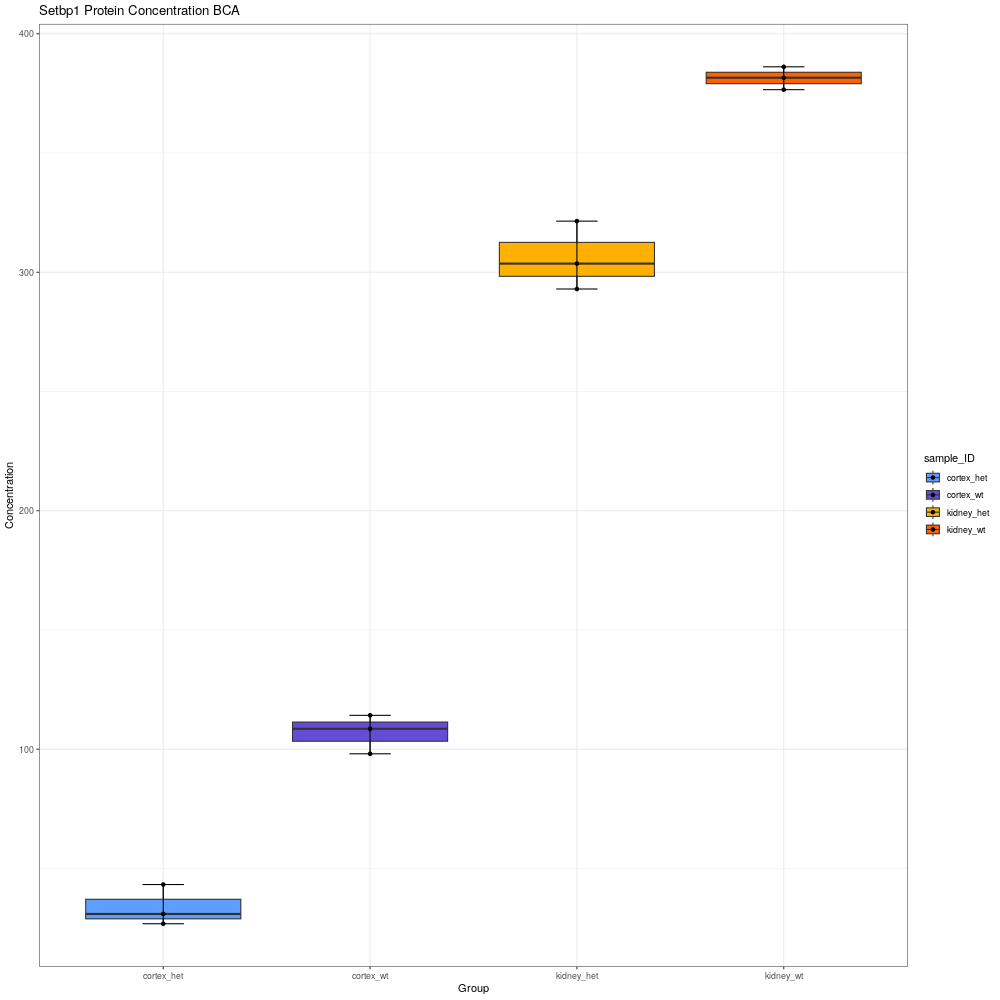 Setbp1 Protein Concentration BCA
400
300
200
100
Concentration
cortex_het
cortex_wt
kidney_het
kidney_wt
Group
sample_ID
cortex_het
cortex_wt
kidney_het
kidney_wt